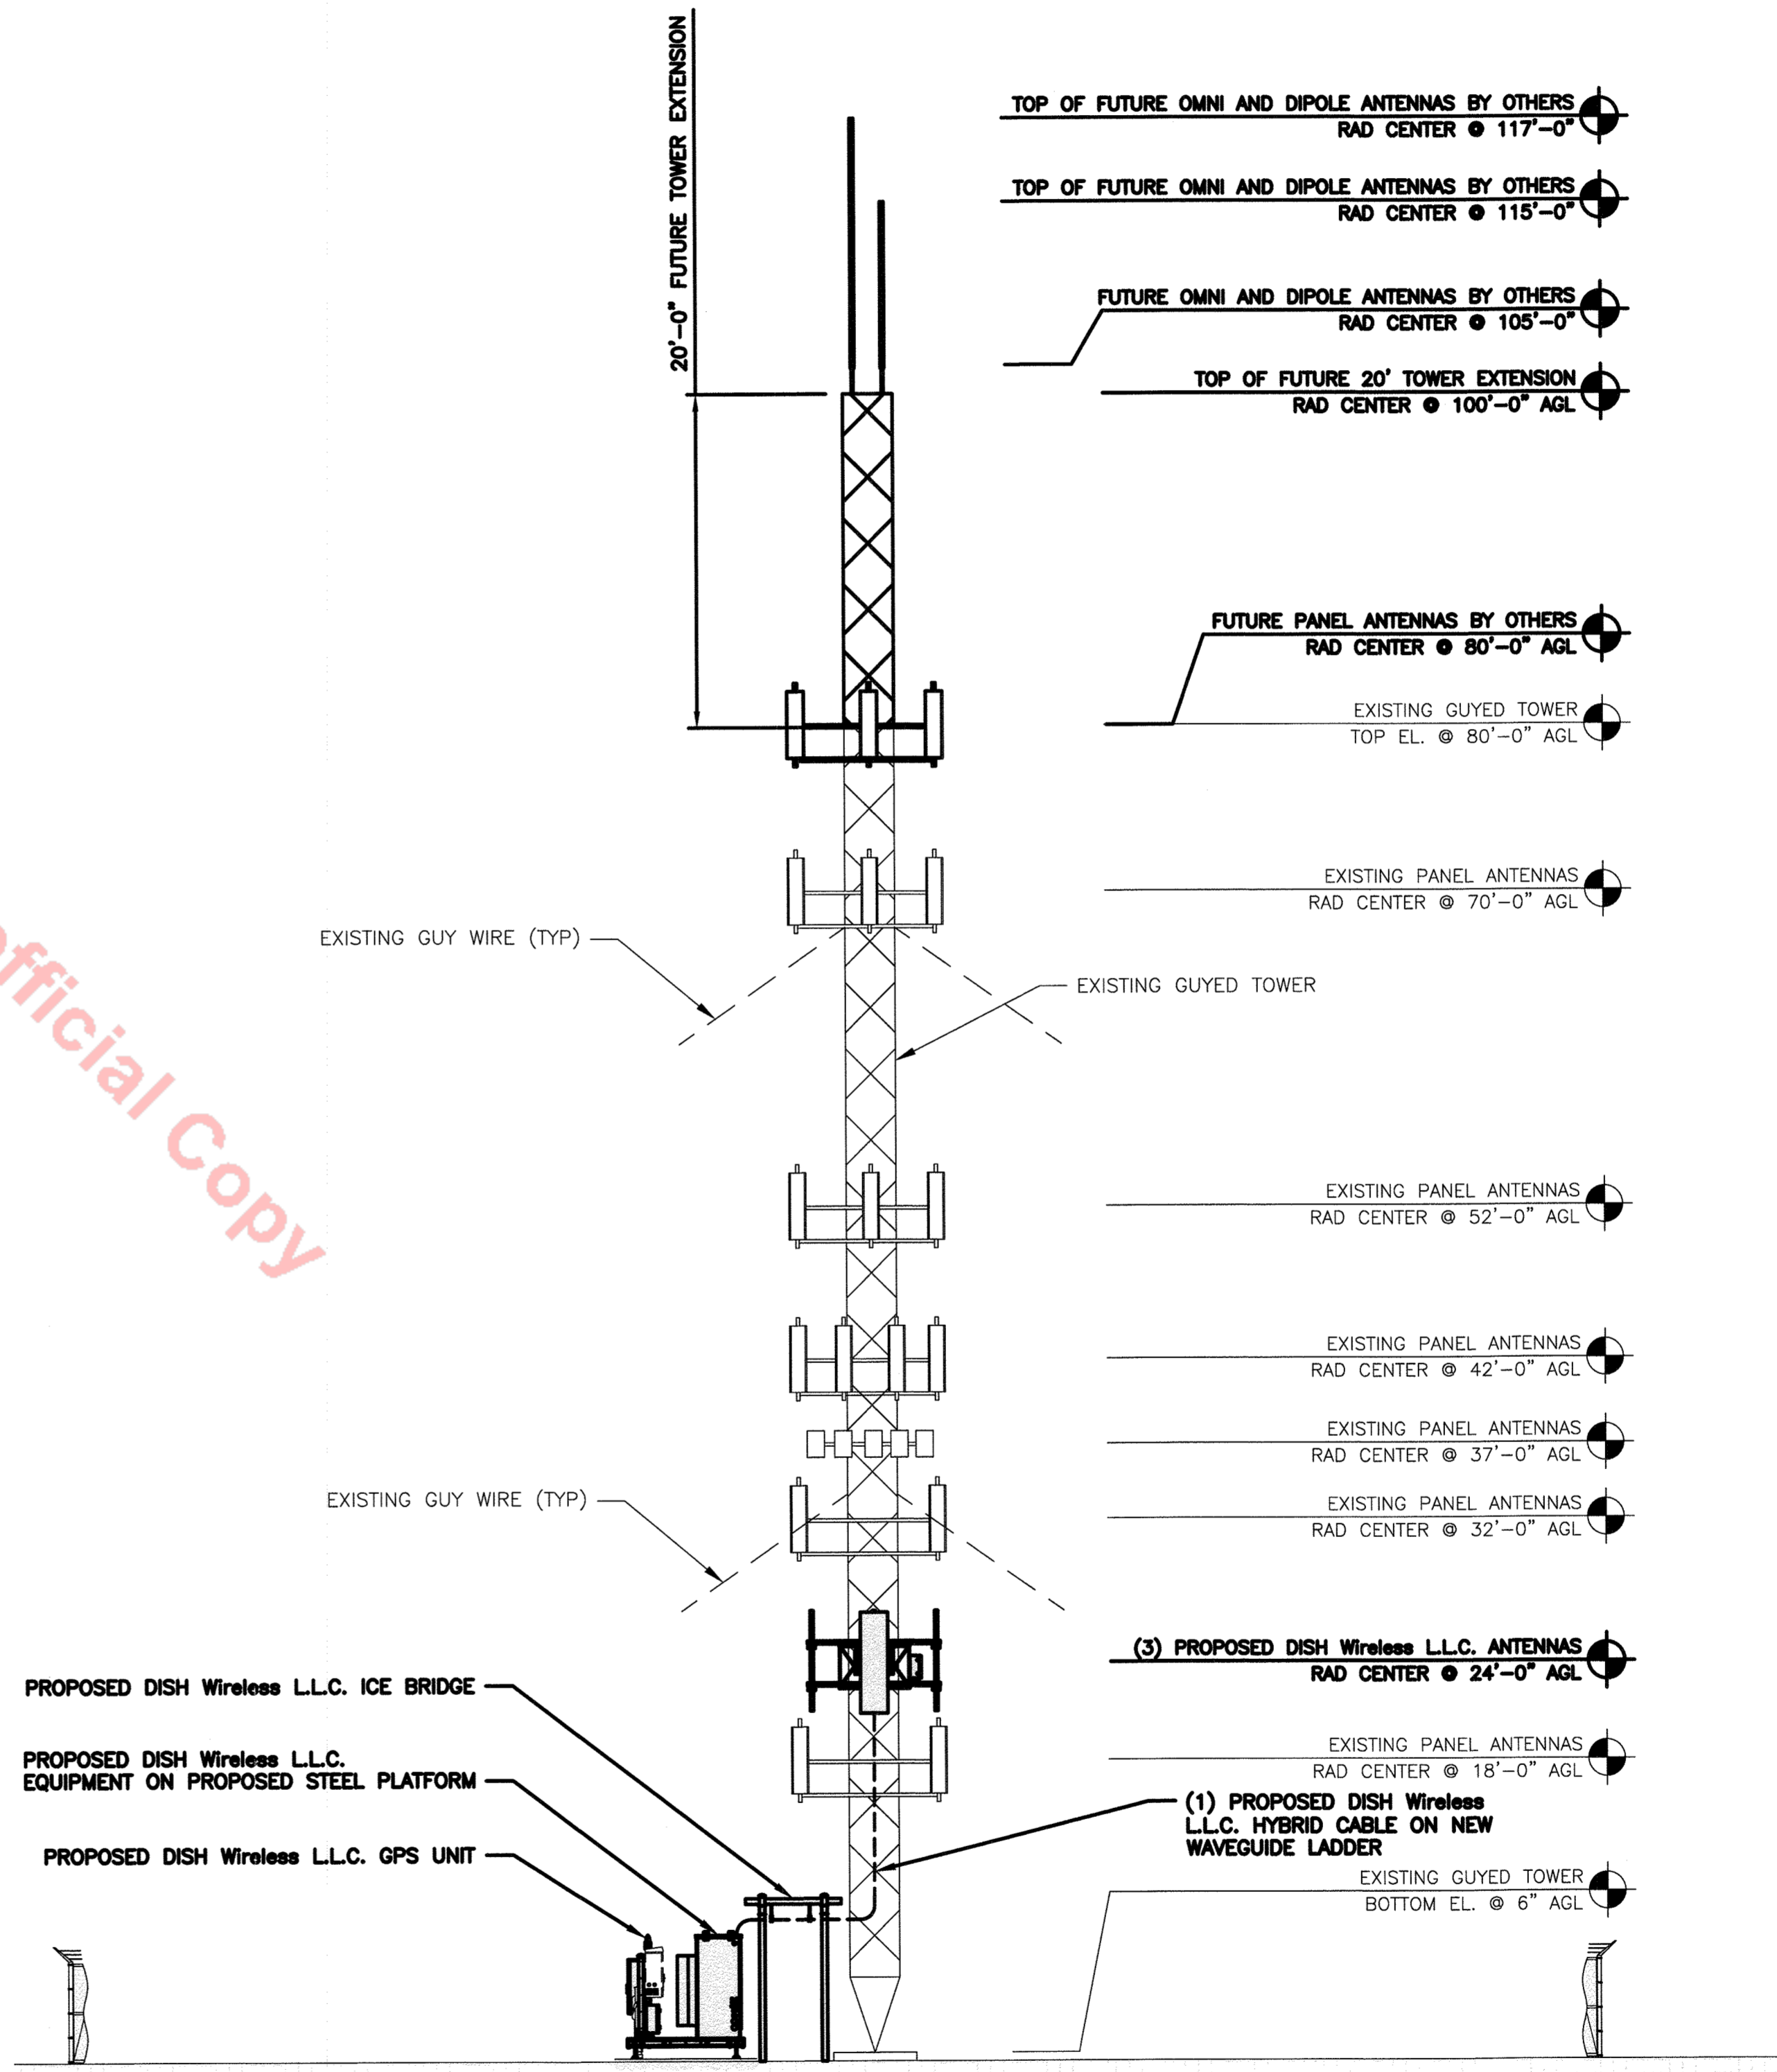 20'-0" FUTURE TOWER EXTENSION
TOP OF FUTURE OMNI AND DIPOLE ANTENNAS BY OTHERS
RAD CENTER @ 117'-0"
TOP OF FUTURE OMNI AND DIPOLE ANTENNAS BY OTHERS
RAD CENTER @ 115'-0"
FUTURE OMNI AND DIPOLE ANTENNAS BY OTHERS
RAD CENTER @ 105'-0"
TOP OF FUTURE 20' TOWER EXTENSION
RAD CENTER @ 100'-0" AGL
FUTURE PANEL ANTENNAS BY OTHERS
RAD CENTER @ 80'-0" AGL
EXISTING GUYED TOWER
TOP EL. @ 80'-0" AGL
EXISTING PANEL ANTENNAS
RAD CENTER @ 70'-0" AGL
EXISTING GUY WIRE (TYP)
EXISTING GUYED TOWER
official Copy
EXISTING PANEL ANTENNAS
RAD CENTER @ 52'-0" AGL
EXISTING PANEL ANTENNAS
RAD CENTER @ 42'-0" AGL
EXISTING PANEL ANTENNAS
RAD CENTER @ 37'-0" AGL
EXISTING GUY WIRE (TYP)
EXISTING PANEL ANTENNAS
RAD CENTER @ 32'-0" AGL
(3) PROPOSED DISH Wireless L.L.C. ANTENNAS
RAD CENTER @ 24'-0" AGL
PROPOSED DISH Wireless L.L.C. ICE BRIDGE
PROPOSED DISH Wireless L.L.C.
EQUIPMENT ON PROPOSED STEEL PLATFORM
PROPOSED DISH Wireless L.L.C. GPS UNIT
EXISTING PANEL ANTENNAS
RAD CENTER @ 18'-0" AGL
(1) PROPOSED DISH Wireless
L.L.C. HYBRID CABLE ON NEW
WAVEGUIDE LADDER
EXISTING GUYED TOWER
BOTTOM EL. @ 6" AGL